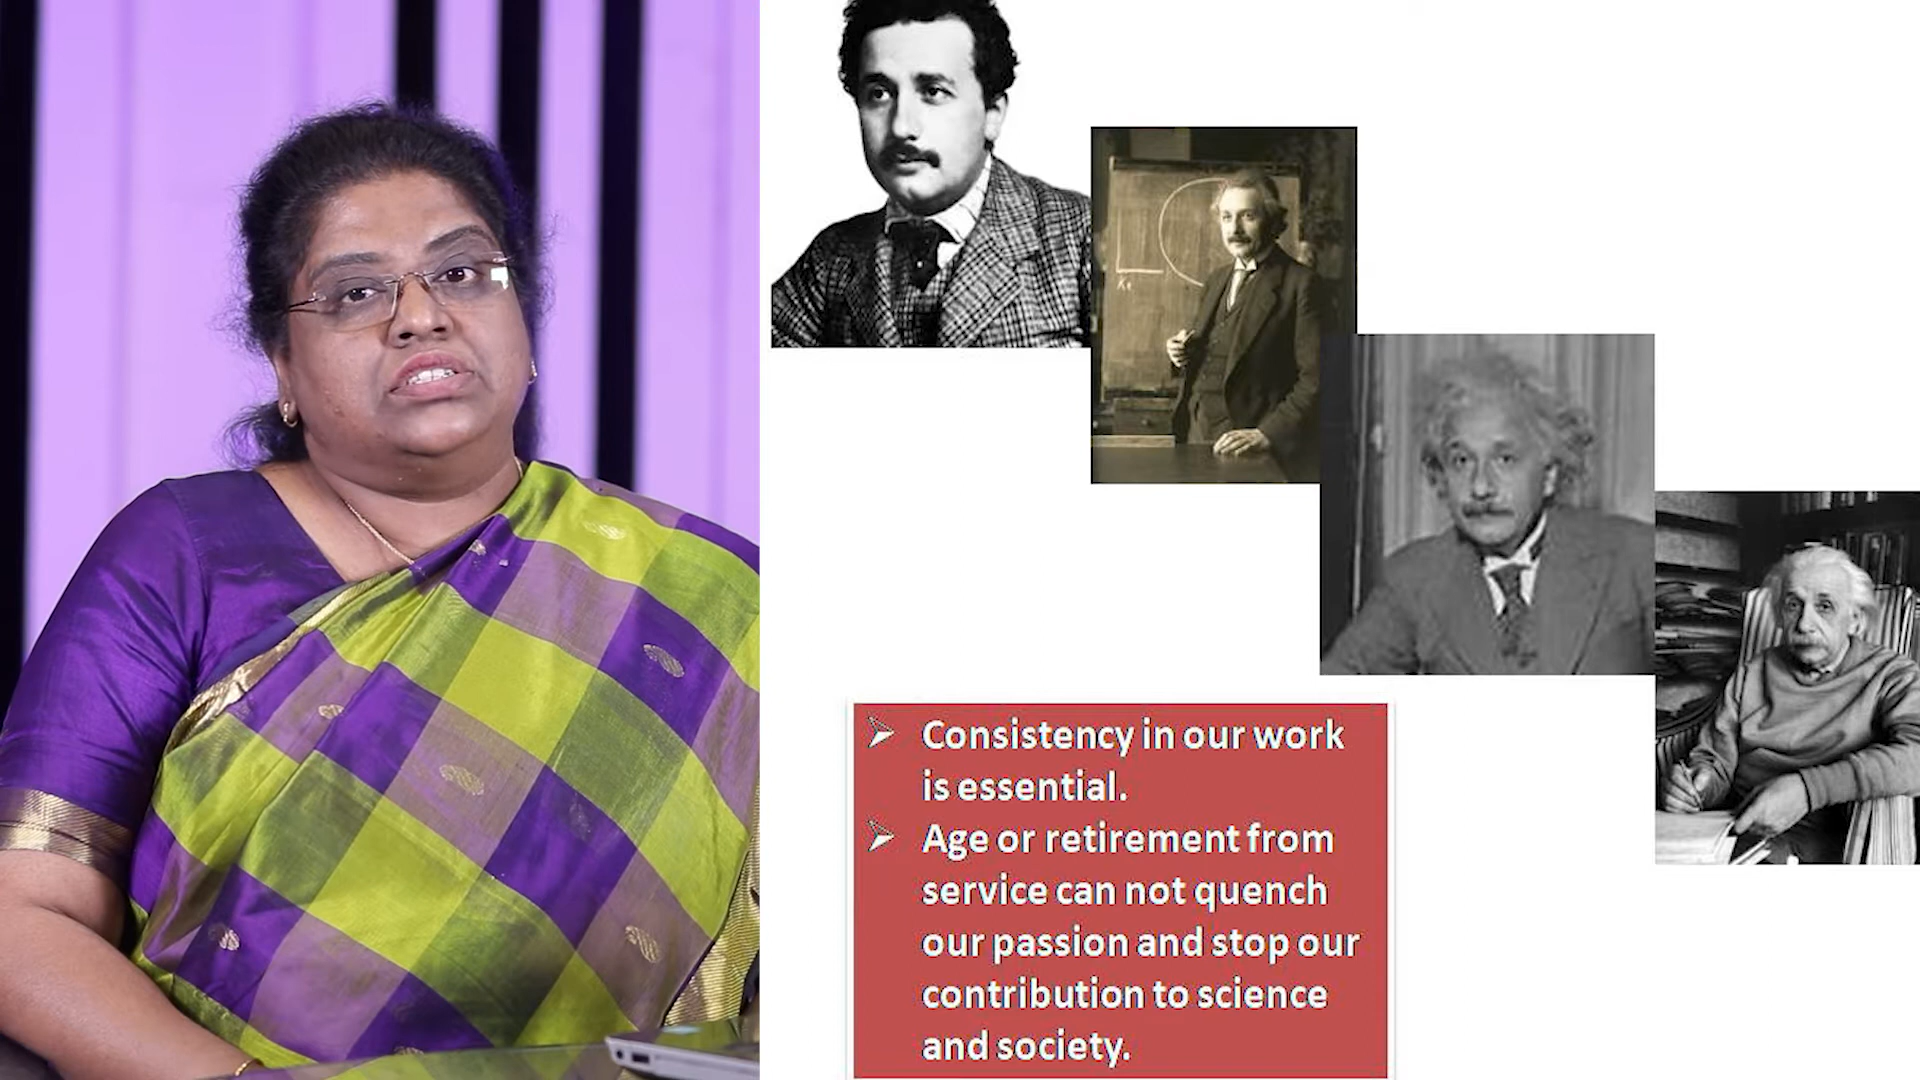 Consistency in our work
is essential.
Age or retirement from
service can not quench
our passion and stop our
contribution to science
and society.